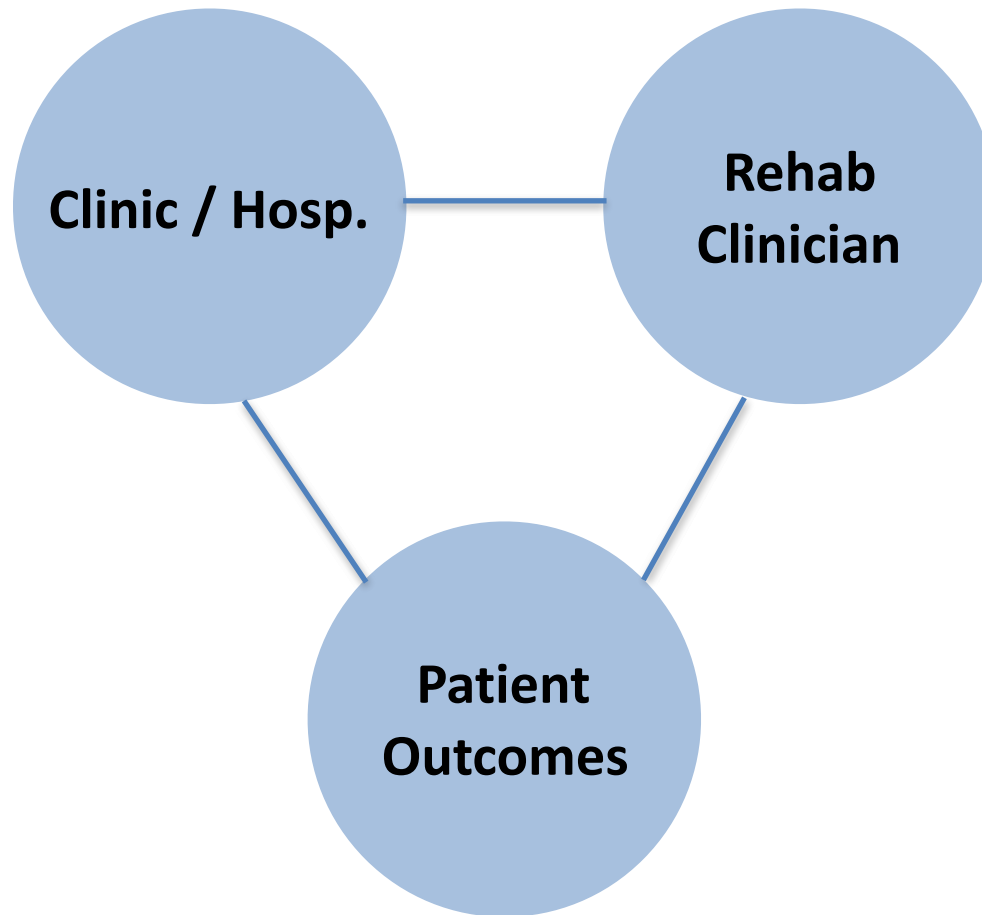 Clinic / Hosp.
Rehab
Clinician
Patient
Outcomes